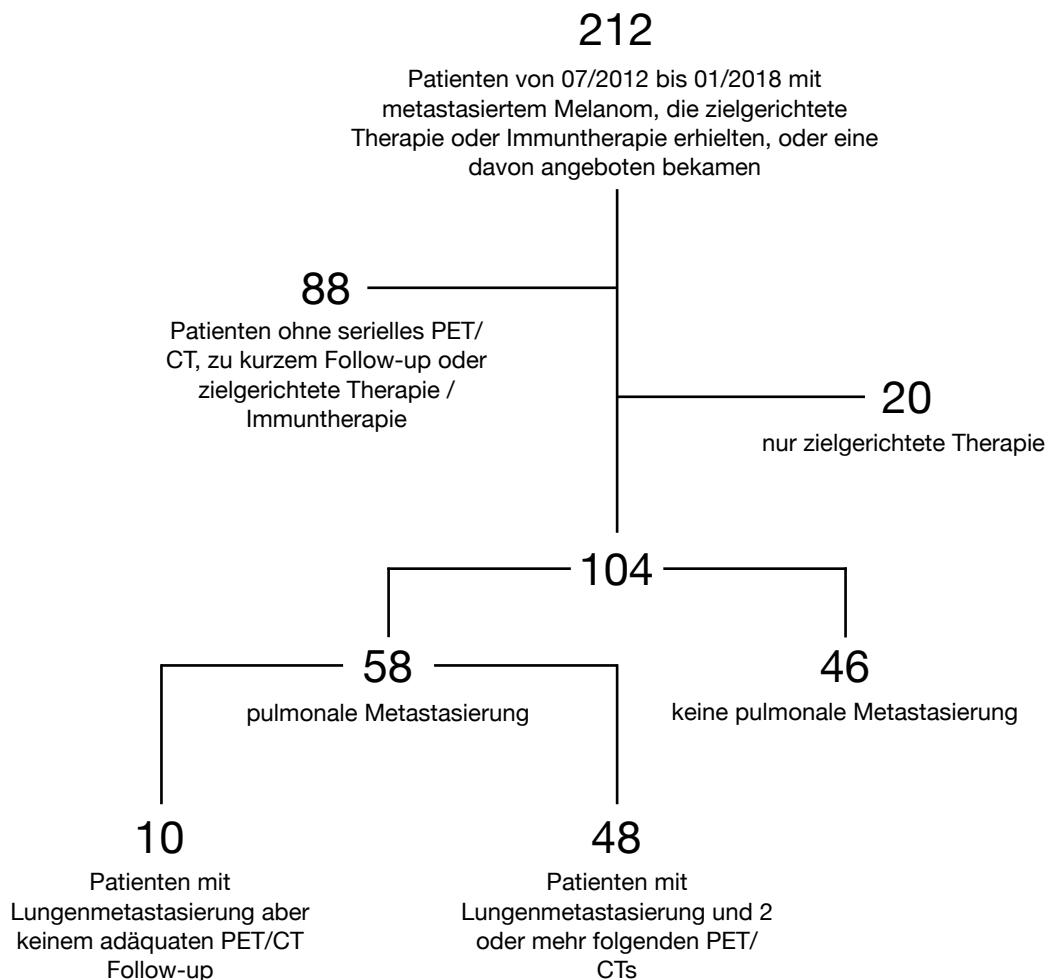 212
Patienten von 07/2012 bis 01/2018 mit
metastasiertem Melanom, die zielgerichtete
Therapie oder Immuntherapie erhielten, oder eine
davon angeboten bekamen
88
Patienten ohne serielles PET/
CT, zu kurzem Follow-up oder
zielgerichtete Therapie /
Immuntherapie
20
nur zielgerichtete Therapie
104
58
pulmonale Metastasierung
46
keine pulmonale Metastasierung
10
Patienten mit
Lungenmetastasierung aber
keinem adäquaten PET/CT
Follow-up
48
Patienten mit
Lungenmetastasierung und 2
oder mehr folgenden PET/
CTs